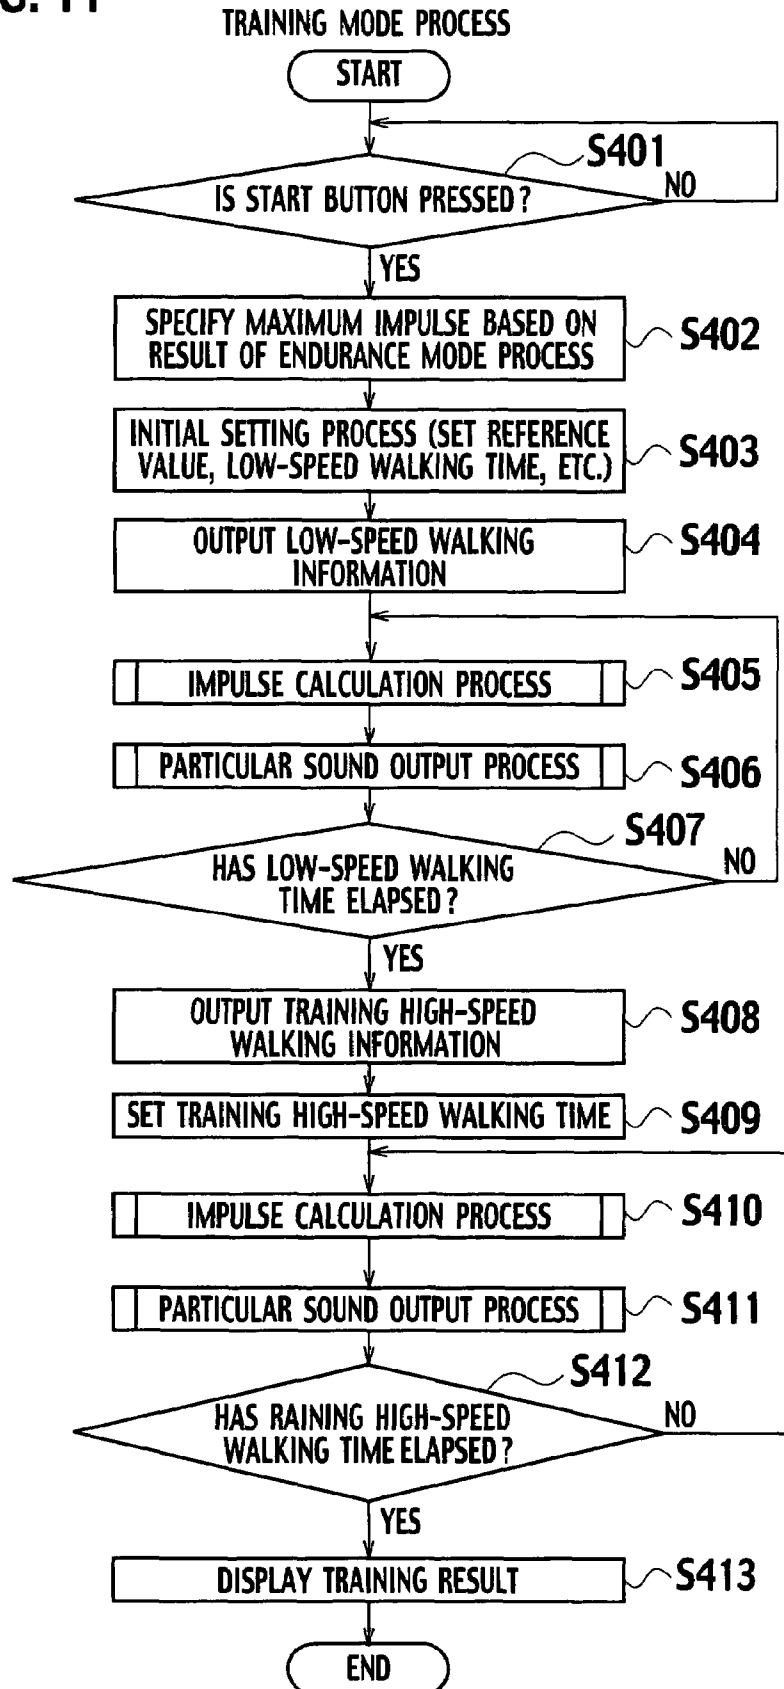 G. 11
TRAINING MODE PROCESS
START
S401
IS START BUTTON PRESSED?
NO
YES
SPECIFY MAXIMUM IMPULSE BASED ON
RESULT OF ENDURANCE MODE PROCESS
S402
INITIAL SETTING PROCESS (SET REFERENCE
VALUE, LOW-SPEED WALKING TIME, ETC.)
S403
OUTPUT LOW-SPEED WALKING
INFORMATION
S404
IMPULSE CALCULATION PROCESS
S405
PARTICULAR SOUND OUTPUT PROCESS
S406
S407
HAS LOW-SPEED WALKING
TIME ELAPSED?
NO
YES
OUTPUT TRAINING HIGH-SPEED
WALKING INFORMATION
S408
SET TRAINING HIGH-SPEED WALKING TIME
S409
IMPULSE CALCULATION PROCESS
S410
PARTICULAR SOUND OUTPUT PROCESS
S411
S412
HAS RAINING HIGH-SPEED
WALKING TIME ELAPSED?
NO
YES
DISPLAY TRAINING RESULT
S413
END